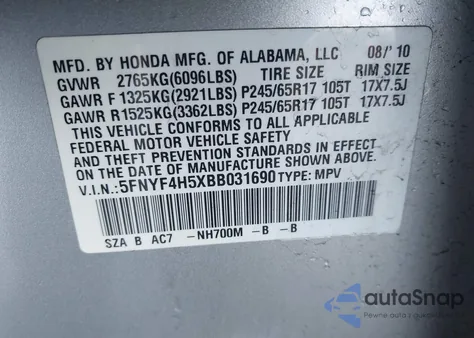 MFD. BY HONDA MFG. OF ALABAMA, LLC 08/'10
GVWR 2765KG(6096LBS) TIRE SIZE RIM SIZE
GAWR F 1325KG(2921LBS) P245/65R17 105T 17X7.5J
GAWR R 1525KG(3362LBS) P245/65R17 105T 17X7.5J
THIS VEHICLE CONFORMS TO ALL APPLICABLE
FEDERAL MOTOR VEHICLE SAFETY STANDARDS IN EFFECT
ON THE DATE OF MANUFACTURE SHOWN ABOVE.
V.I.N.: 5FNYF4H5XBB031690 TYPE: MPV
SZA B AC7 -NH700M -B -B
autoSnap
Pewne auta z gwarancją